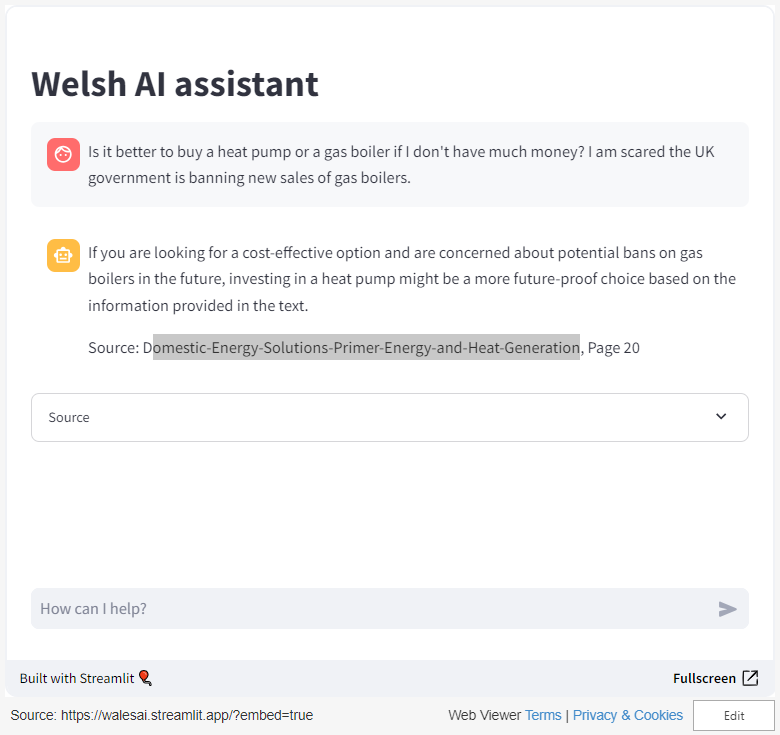 Welsh AI assistant
Is it better to buy a heat pump or a gas boiler if I don't have much money? I am scared the UK
government is banning new sales of gas boilers.
If you are looking for a cost-effective option and are concerned about potential bans on gas
boilers in the future, investing in a heat pump might be a more future-proof choice based on the
information provided in the text.
Source: Domestic-Energy-Solutions-Primer-Energy-and-Heat-Generation, Page 20
Source
How can I help?
Built with Streamlit
Fullscreen
Source: https://walesai.streamlit.app/?embed=true
Web Viewer Terms | Privacy & Cookies
Edit